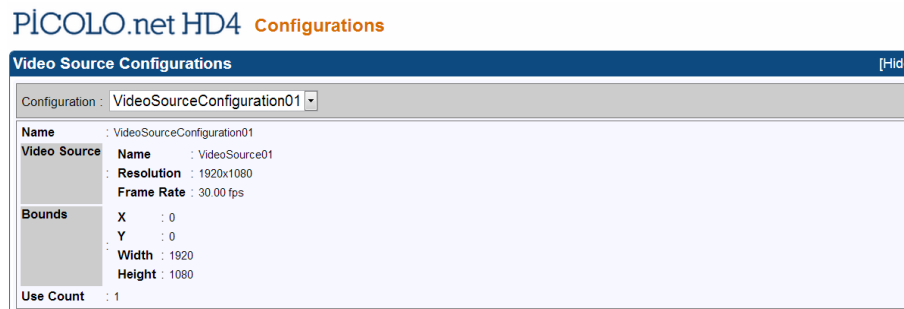 PiCOLO.net HD4 Configurations
Video Source Configurations [Hid
Configuration : VideoSourceConfiguration01
Name : VideoSourceConfiguration01
Video Source : Name : VideoSource01
Resolution : 1920x1080
Frame Rate : 30.00 fps
Bounds : X : 0
Y : 0
Width : 1920
Height : 1080
Use Count : 1